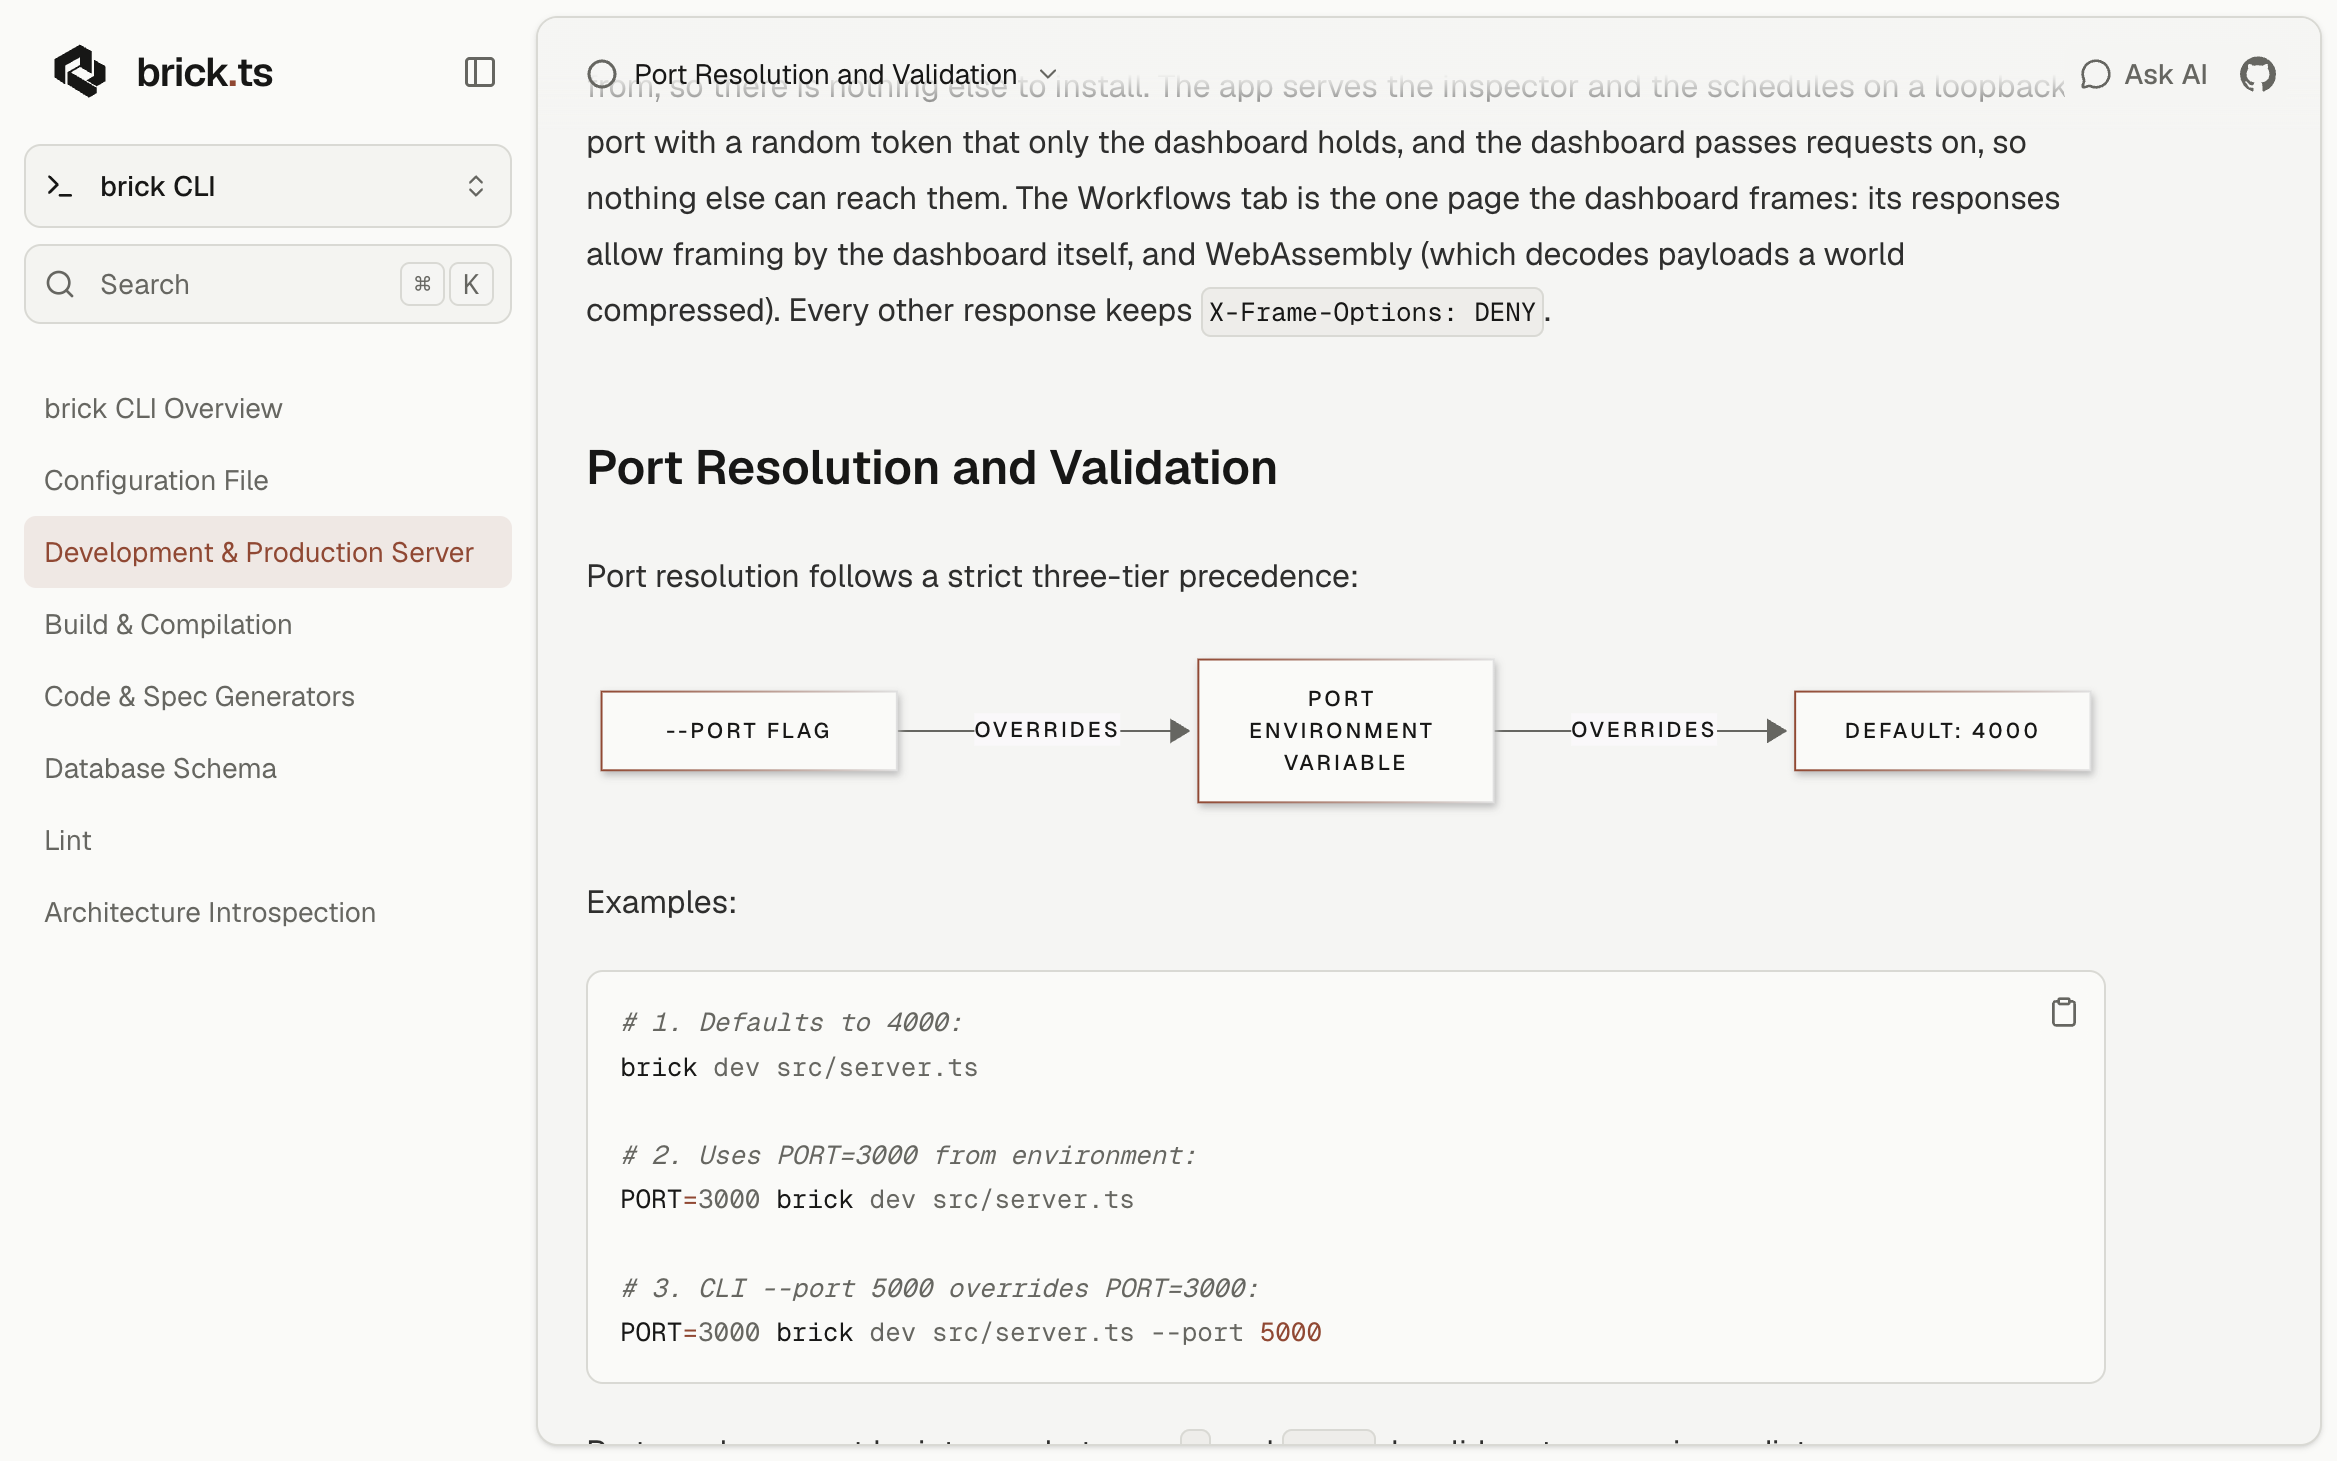 brick.ts
brick CLI
Search
⌘ K
brick CLI Overview
Configuration File
Development & Production Server
Build & Compilation
Code & Spec Generators
Database Schema
Lint
Architecture Introspection
Port Resolution and Validation
Ask AI
from, so there is nothing else to install. The app serves the inspector and the schedules on a loopback
port with a random token that only the dashboard holds, and the dashboard passes requests on, so
nothing else can reach them. The Workflows tab is the one page the dashboard frames: its responses
allow framing by the dashboard itself, and WebAssembly (which decodes payloads a world
compressed). Every other response keeps X-Frame-Options: DENY.
Port Resolution and Validation
Port resolution follows a strict three-tier precedence:
--PORT FLAG
OVERRIDES
PORT
ENVIRONMENT
VARIABLE
OVERRIDES
DEFAULT: 4000
Examples:
# 1. Defaults to 4000:
brick dev src/server.ts
# 2. Uses PORT=3000 from environment:
PORT=3000 brick dev src/server.ts
# 3. CLI --port 5000 overrides PORT=3000:
PORT=3000 brick dev src/server.ts --port 5000